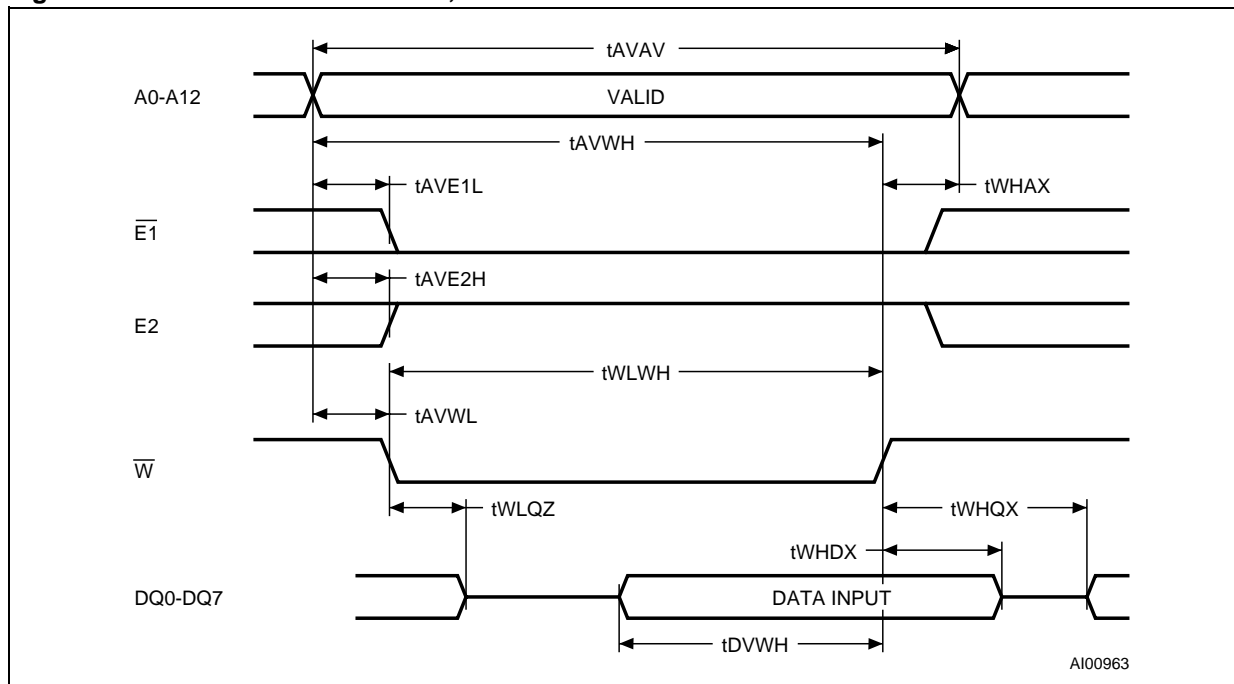 tAVAV
A0-A12
VALID
tAVWH
tAVE1L
tWHAX
E1
tAVE2H
E2
tWLWH
tAVWL
W
tWLQZ
tWHQX
tWHDX
DQ0-DQ7
DATA INPUT
tDVWH
AI00963